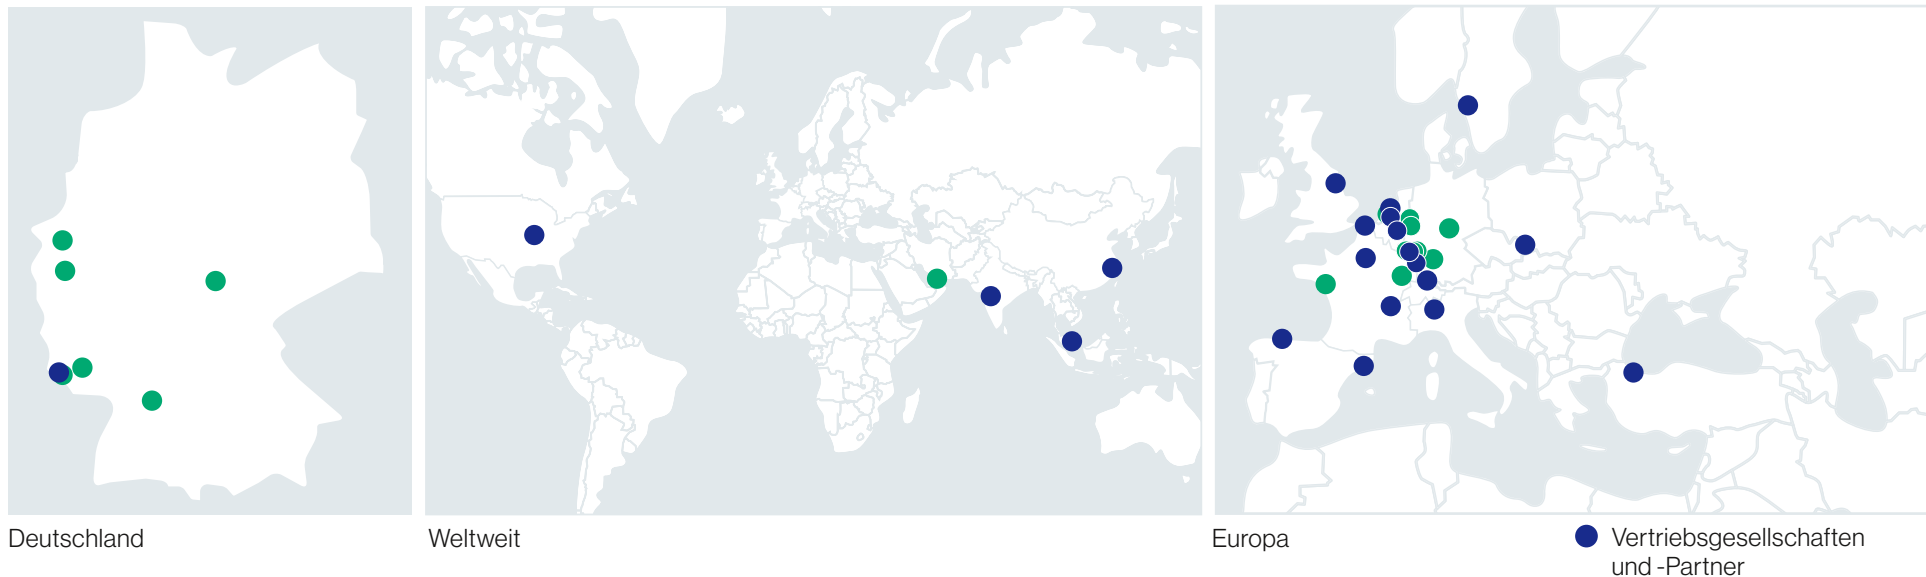 Deutschland
Weltweit
Europa
Vertriebsgesellschaften
und -Partner